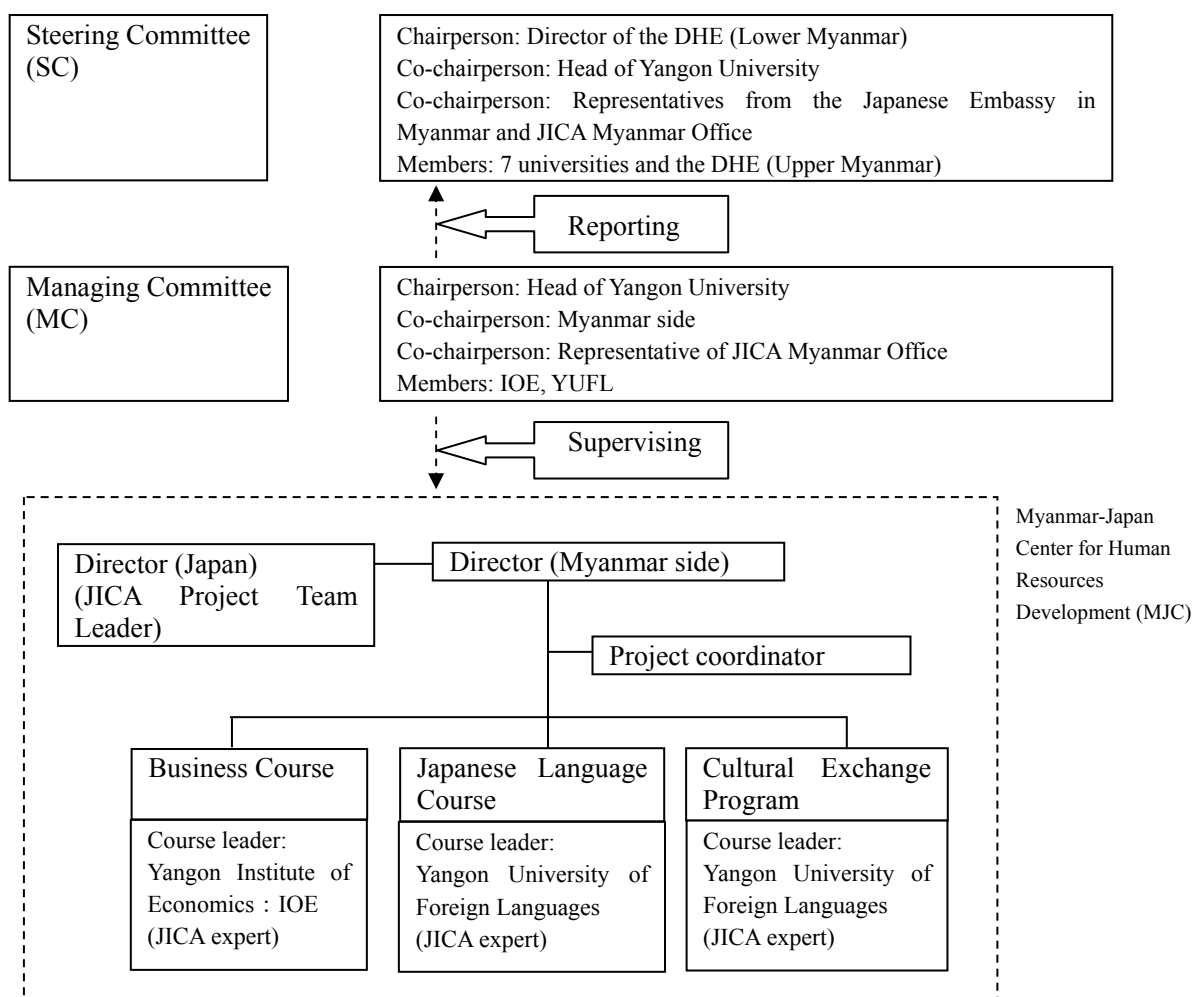 Steering Committee
(SC)
Chairperson: Director of the DHE (Lower Myanmar)
Co-chairperson: Head of Yangon University
Co-chairperson: Representatives from the Japanese Embassy in
Myanmar and JICA Myanmar Office
Members: 7 universities and the DHE (Upper Myanmar)
Reporting
Managing Committee
(MC)
Chairperson: Head of Yangon University
Co-chairperson: Myanmar side
Co-chairperson: Representative of JICA Myanmar Office
Members: IOE, YUFL
Supervising
Myanmar-Japan
Center for Human
Resources
Development (MJC)
Director (Japan)
(JICA Project Team
Leader)
Director (Myanmar side)
Project coordinator
Business Course
Course leader:
Yangon Institute of
Economics : IOE
(JICA expert)
Japanese Language
Course
Course leader:
Yangon University of
Foreign Languages
(JICA expert)
Cultural Exchange
Program
Course leader:
Yangon University of
Foreign Languages
(JICA expert)